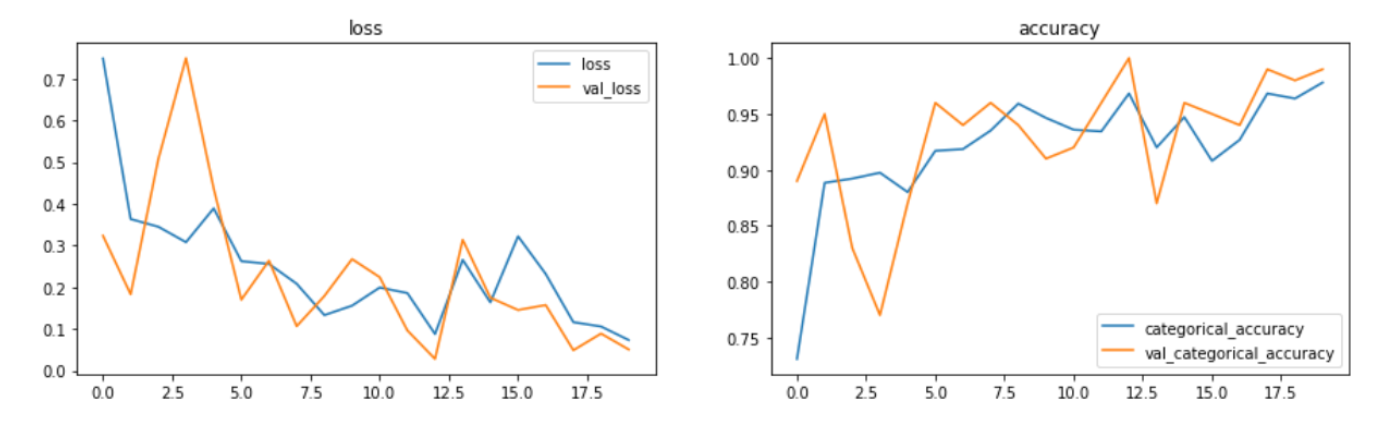 loss
0.7
0.6
0.5
0.4
0.3
0.2
0.1
0.0
loss
val_loss
0.0 2.5 5.0 7.5 10.0 12.5 15.0 17.5
accuracy
1.00
0.95
0.90
0.85
0.80
0.75
categorical_accuracy
val_categorical_accuracy
0.0 2.5 5.0 7.5 10.0 12.5 15.0 17.5